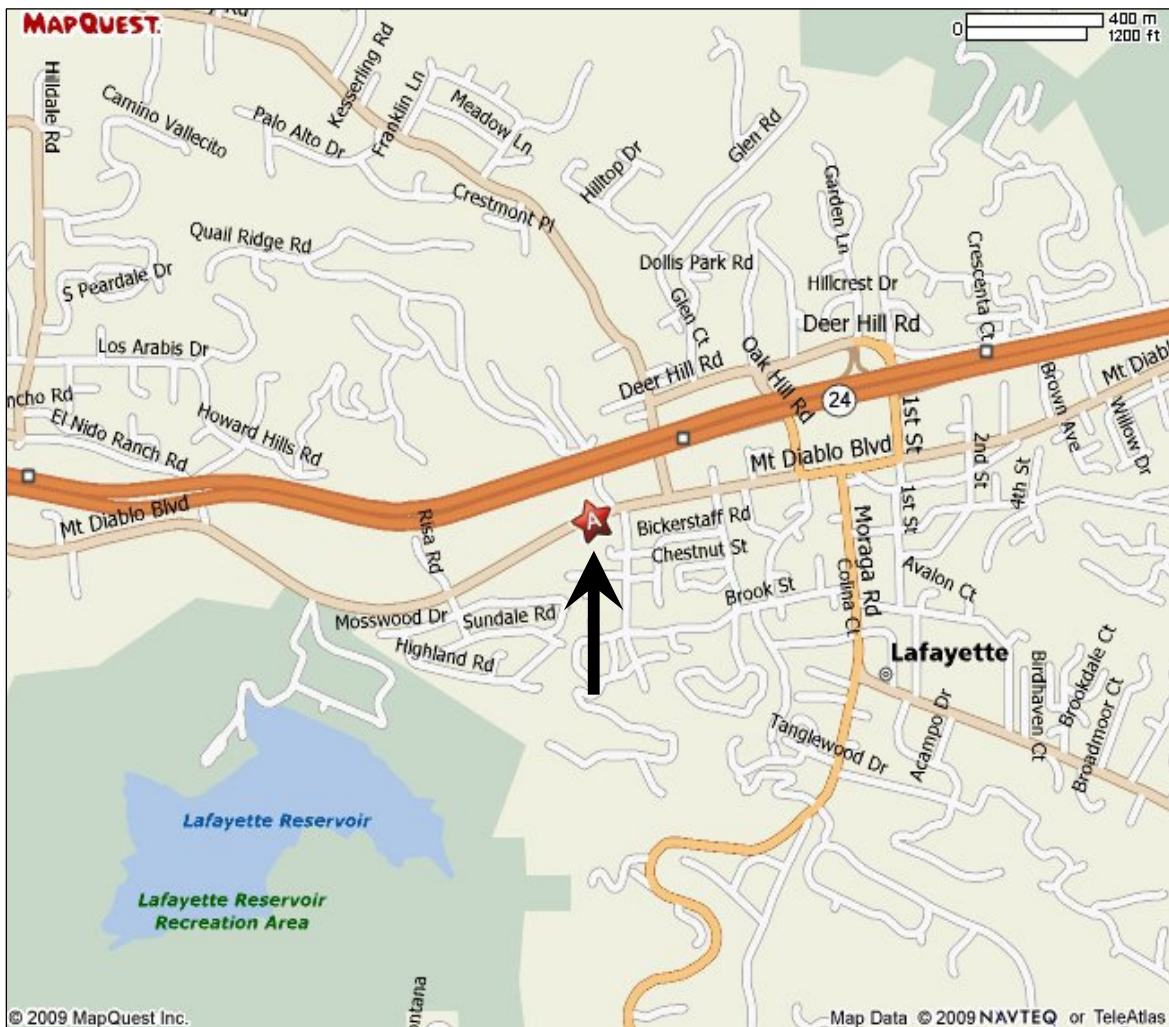 MAPQUEST.
0
400 m
1200 ft
Rd
Hilldale Rd
Camino Vallecito
Kesserling Rd
Palo Alto Dr
Franklin Ln
Meadow Ln
Crestmont Pl
Hilltop Dr
Glen Rd
Garden Ln
Quail Ridge Rd
S Peardale Dr
Dollis Park Rd
Hillcrest Dr
Crescenta Ct
Glen Ct
Deer Hill Rd
Los Arabis Dr
Deer Hill Rd
Oak Hill Rd
24
ncho Rd
El Nido Ranch Rd
Howard Hills Rd
1st St
Brown Ave
Mt Diabl
Willow Dr
2nd St
4th St
Mt Diablo Blvd
Mt Diablo Blvd
Risa Rd
A
Bickerstaff Rd
Chestnut St
1st St
Moraga Rd
Colina Ct
Avalon Ct
Brook St
Mosswood Dr
Sundale Rd
Highland Rd
Lafayette
Birdhaven Ct
Brookdale Ct
Broadmoor Ct
Acampo Dr
Tanglewood Dr
Lafayette Reservoir
Lafayette Reservoir
Recreation Area
ontana
© 2009 MapQuest Inc.
Map Data © 2009 NAVTEQ or TeleAtlas